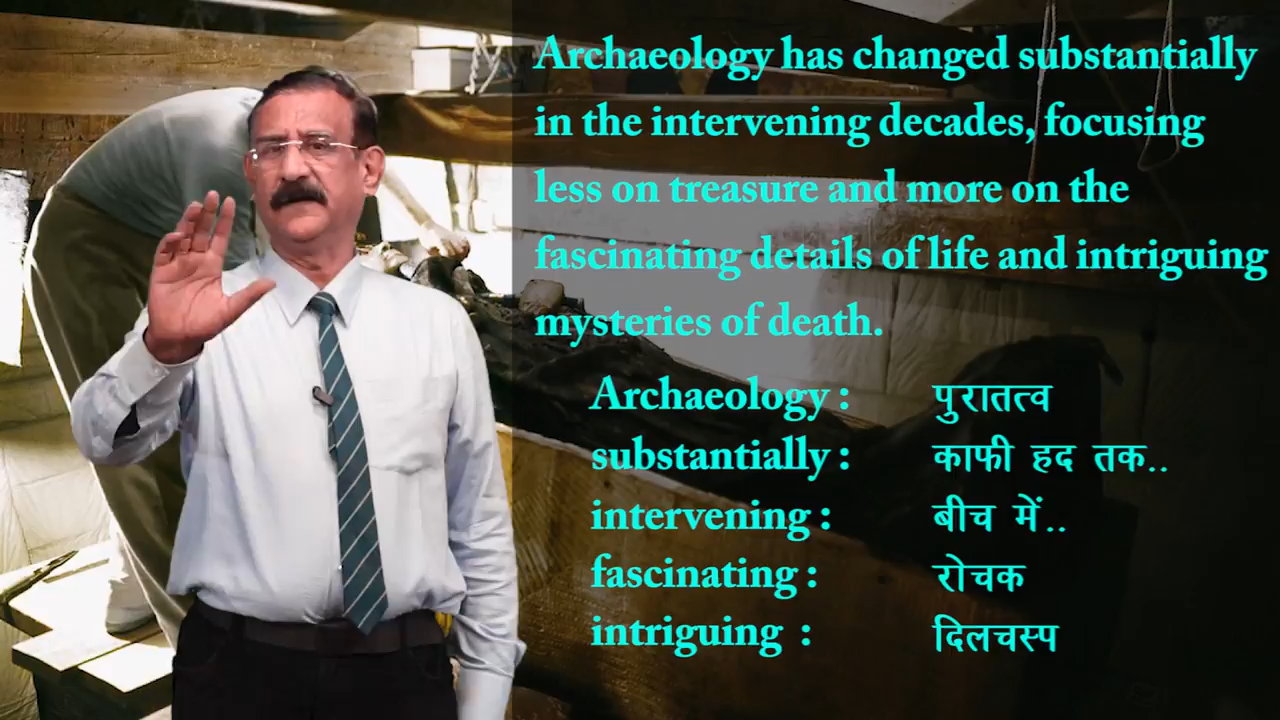 Archaeology has changed substantially
in the intervening decades, focusing
less on treasure and more on the
fascinating details of life and intriguing
mysteries of death.
Archaeology : पुरातत्व
substantially : काफी हद तक..
intervening : बीच में..
fascinating : रोचक
intriguing : दिलचस्प